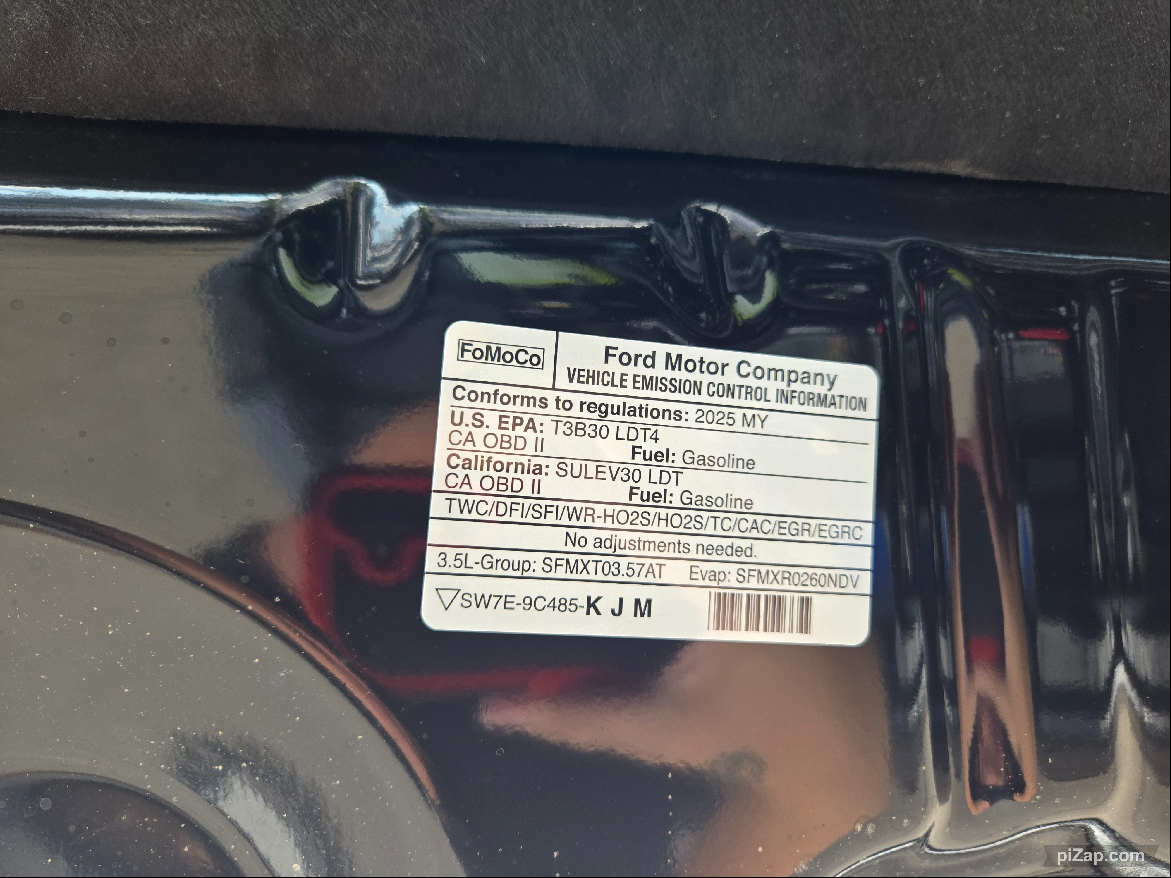 FoMoCo
Ford Motor Company
VEHICLE EMISSION CONTROL INFORMATION
Conforms to regulations: 2025 MY
U.S. EPA: T3B30 LDT4
CA OBD II Fuel: Gasoline
California: SULEV30 LDT
CA OBD II Fuel: Gasoline
TWC/DFI/SFI/WR-HO2S/HO2S/TC/CAC/EGR/EGRC
No adjustments needed.
3.5L-Group: SFMXT03.57AT Evap: SFMXR0260NDV
SW7E-9C485-K J M
piZap.com